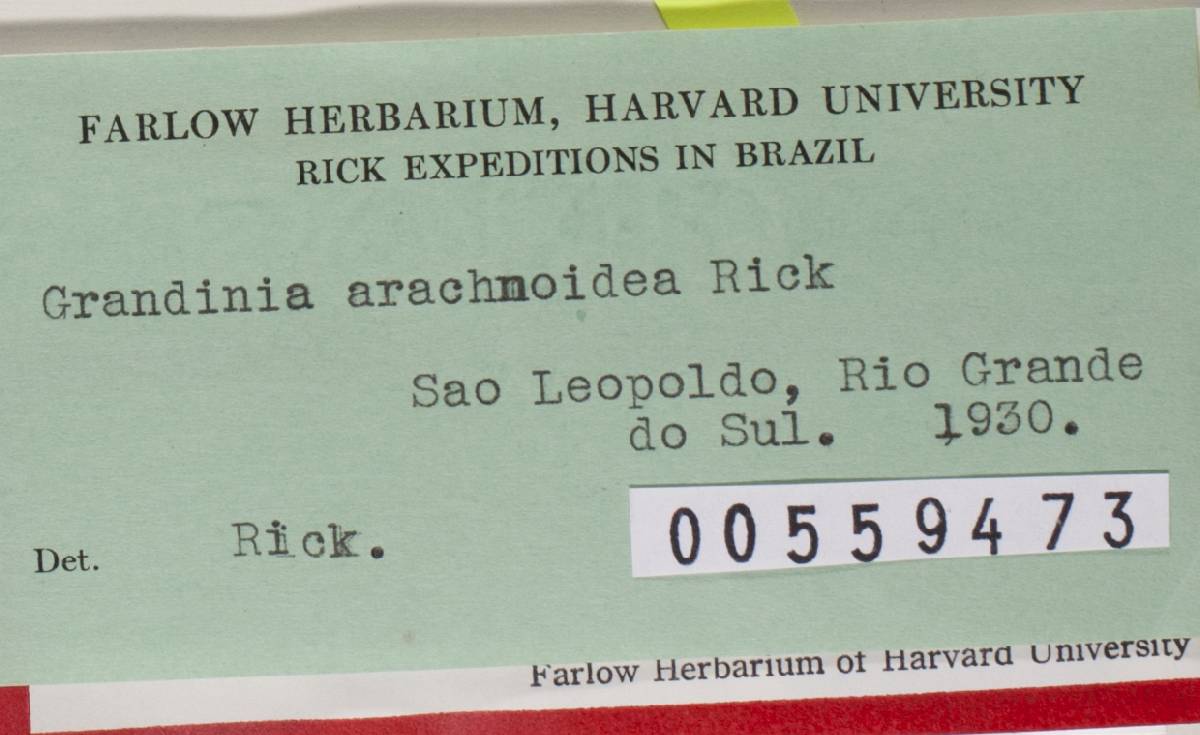 FARLOW HERBARIUM, HARVARD UNIVERSITY
RICK EXPEDITIONS IN BRAZIL
Grandinia arachnoidea Rick
Sao Leopoldo, Rio Grande
do Sul. 1930.
Det. Rick.
00559473
Farlow Herbarium of Harvard University